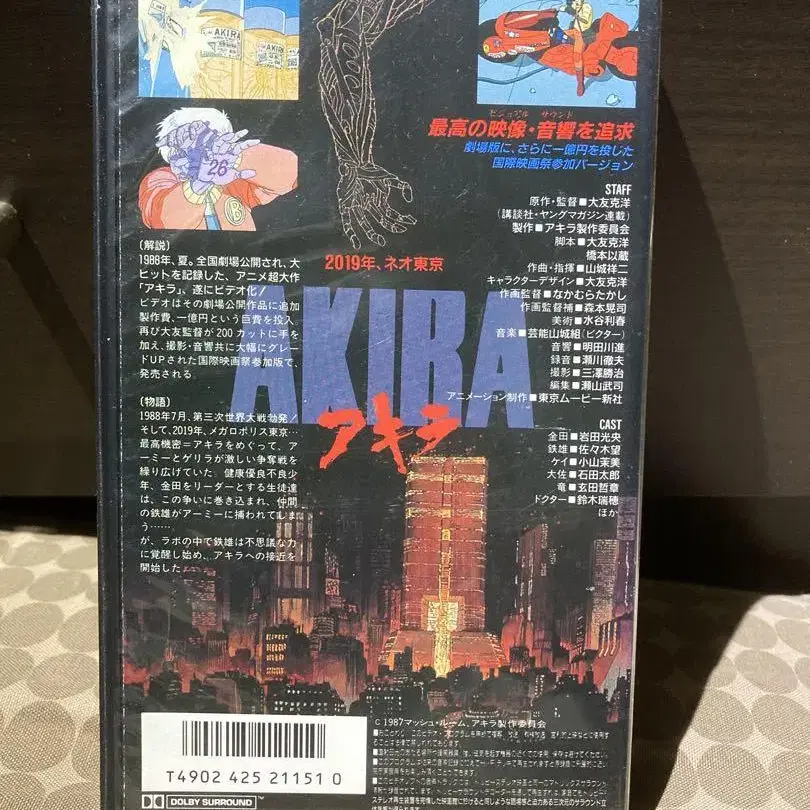 AKIRA
26
ビジュアル サウンド
最高の映像・音響を追求
劇場版に、さらに一億円を投じた
国際映画祭参加バージョン
STAFF
原作・監督■大友克洋
(講談社・ヤングマガジン連載)
製作■アキラ製作委員会
脚本■大友克洋
橋本以蔵
作曲・指揮■山城祥二
キャラクターデザイン■大友克洋
作画監督■なかむらたかし
作画監督補■森本晃司
美術■水谷利春
音楽■芸能山城組(ビクター)
音響■明田川進
録音■瀬川徹夫
撮影■三澤勝治
編集■瀬山武司
アニメーション制作■東京ムービー新社
CAST
金田■岩田光央
鉄雄■佐々木望
ケイ■小山茉美
大佐■石田太郎
竜■玄田哲章
ドクター■鈴木瑞穂
ほか
〔解説〕
1988年、夏。全国劇場公開され、大
ヒットを記録した、アニメ超大作
「アキラ」、遂にビデオ化!
ビデオはその劇場公開作品に追加
製作費、一億円という巨費を投入。
再び大友監督が200カットに手を
加え、撮影・音響共に大幅にグレー
ドUPされた国際映画祭参加版で、
発売される。
〔物語〕
1988年7月、第三次世界大戦勃発!
そして、2019年、メガロポリス東京…
最高機密=アキラをめぐって、ア
ーミーとゲリラが激しい争奪戦を
繰り広げていた。健康優良不良少
年、金田をリーダーとする生徒達
は、この争いに巻き込まれ、仲間
の鉄雄がアーミーに捕われてしま
う……
が、ラボの中で鉄雄は不思議な力
に覚醒し始め、アキラへの接近を
開始した。
2019年、ネオ東京
AKIRA
アキラ
©1987マッシュ・ルーム、アキラ製作委員会
T4902 425 21151 0
DOLBY SURROUND